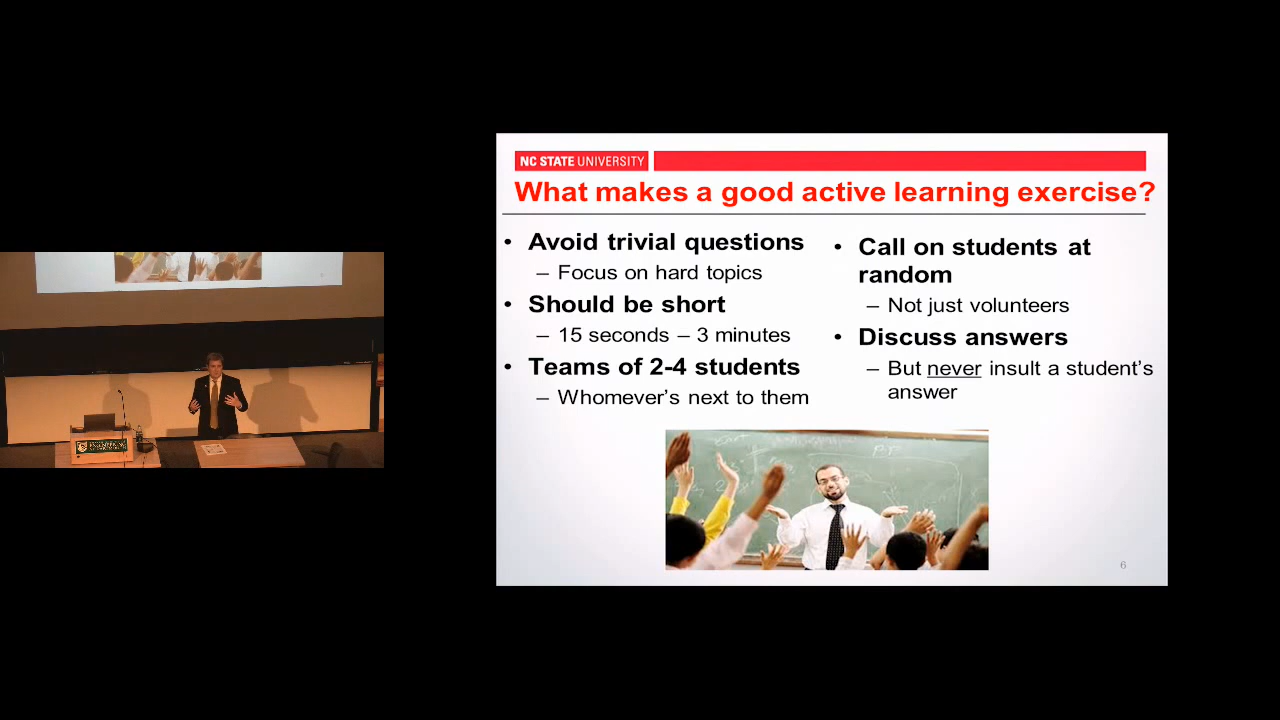 NC STATE UNIVERSITY
What makes a good active learning exercise?
• Avoid trivial questions
– Focus on hard topics
• Should be short
– 15 seconds – 3 minutes
• Teams of 2-4 students
– Whomever's next to them
• Call on students at
random
– Not just volunteers
• Discuss answers
– But never insult a student's
answer
6
ENGINEERING